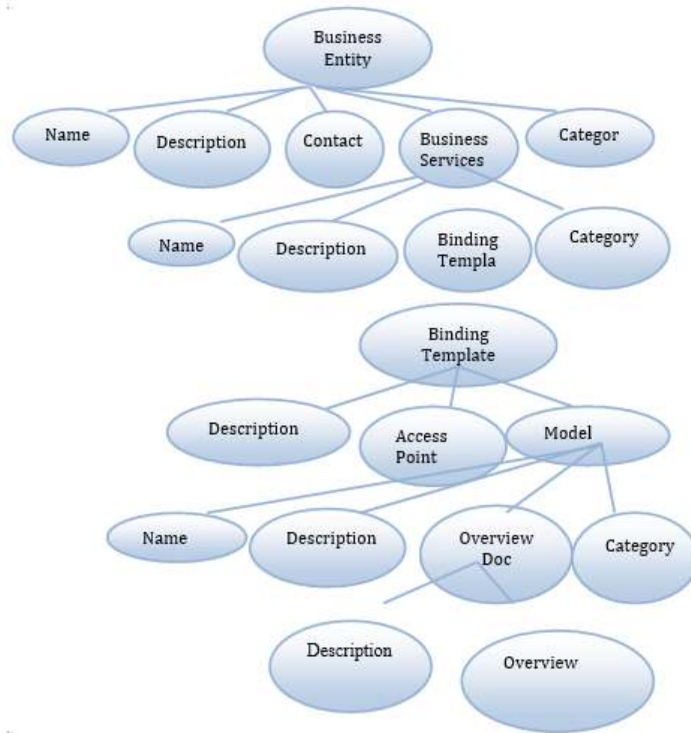 Business
Entity
Name
Description
Contact
Business
Services
Categor
Name
Description
Binding
Templa
Category
Binding
Template
Description
Access
Point
Model
Name
Description
Overview
Doc
Category
Description
Overview